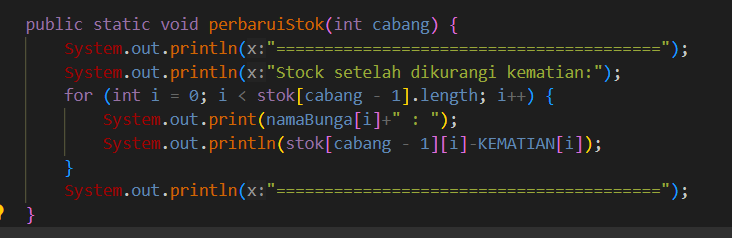 public static void perbaruiStok(int cabang) {
System.out.println(x:"========================================");
System.out.println(x:"Stock setelah dikurangi kematian:");
for (int i = 0; i < stok[cabang - 1].length; i++) {
System.out.print(namaBunga[i]+" : ");
System.out.println(stok[cabang - 1][i]-KEMATIAN[i]);
}
System.out.println(x:"========================================");
}